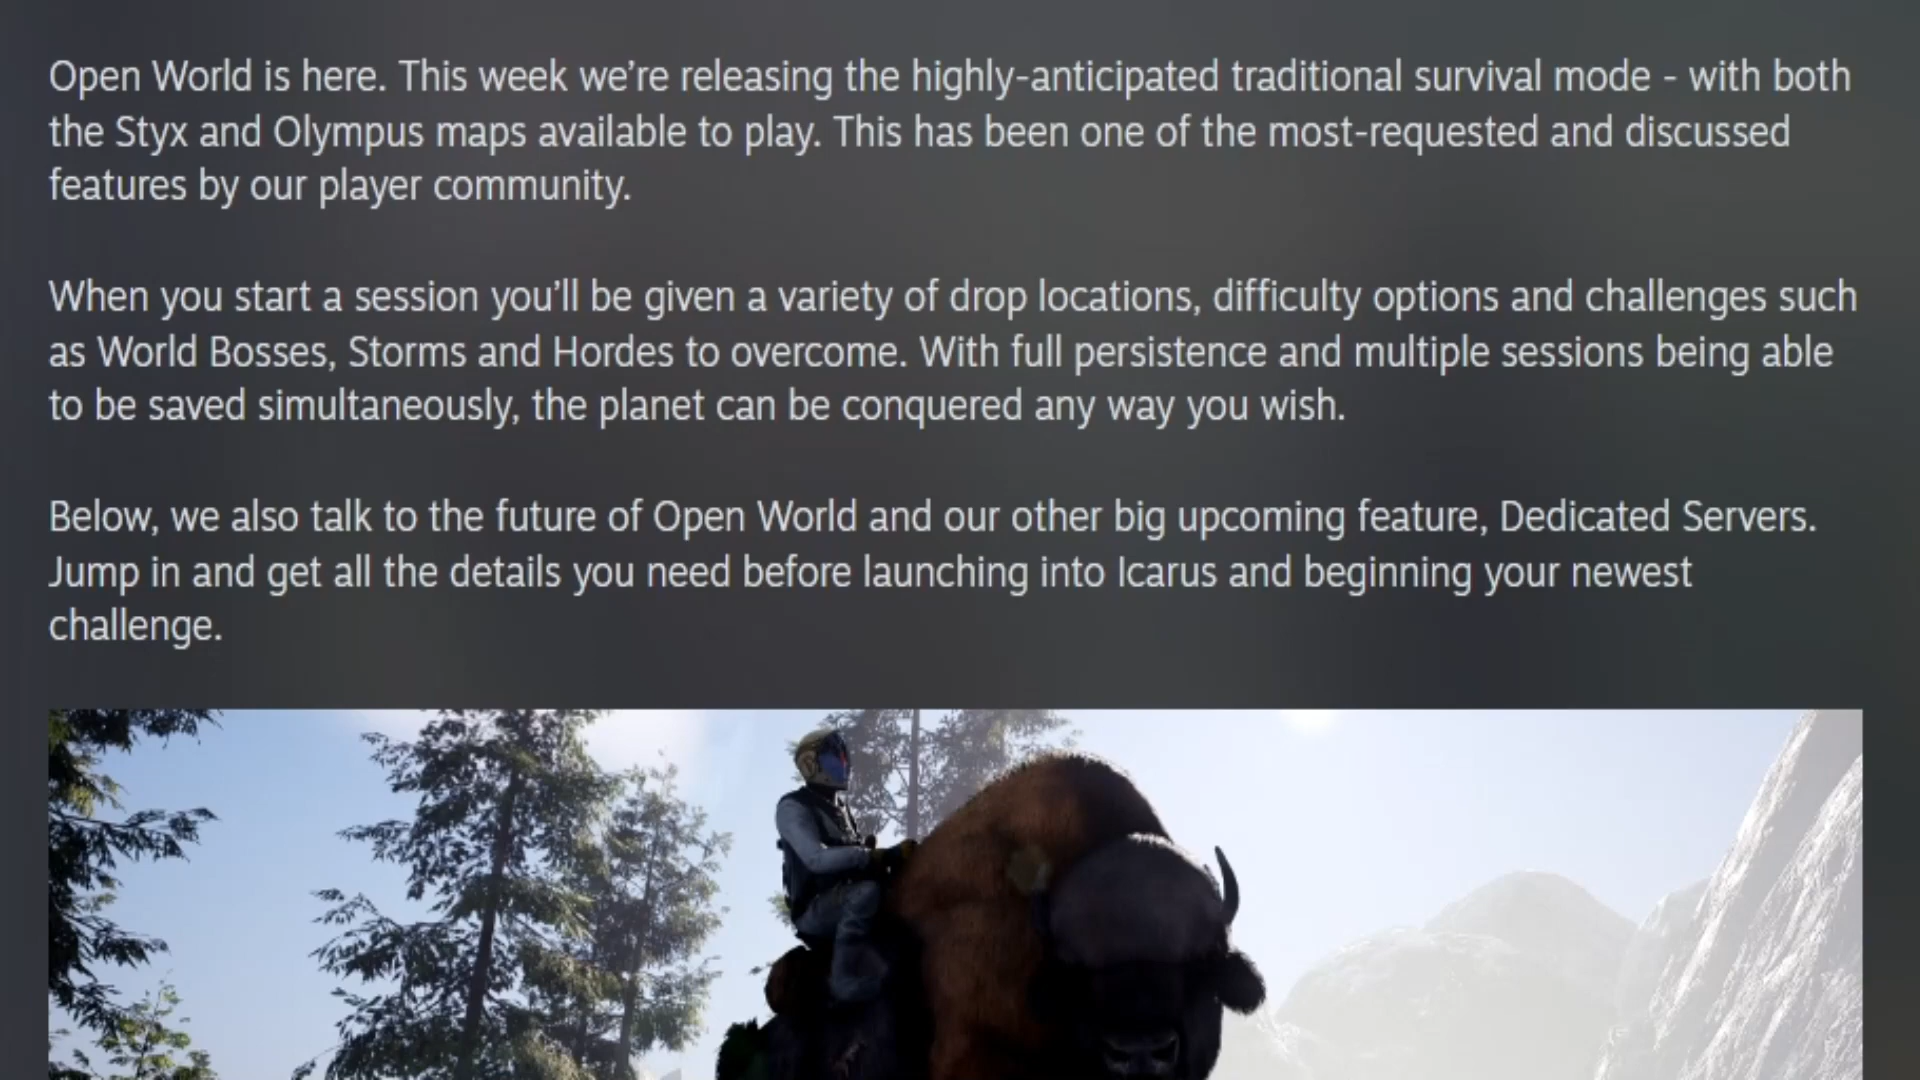 Open World is here. This week we’re releasing the highly-anticipated traditional survival mode - with both
the Styx and Olympus maps available to play. This has been one of the most-requested and discussed
features by our player community.
When you start a session you’ll be given a variety of drop locations, difficulty options and challenges such
as World Bosses, Storms and Hordes to overcome. With full persistence and multiple sessions being able
to be saved simultaneously, the planet can be conquered any way you wish.
Below, we also talk to the future of Open World and our other big upcoming feature, Dedicated Servers.
Jump in and get all the details you need before launching into Icarus and beginning your newest
challenge.